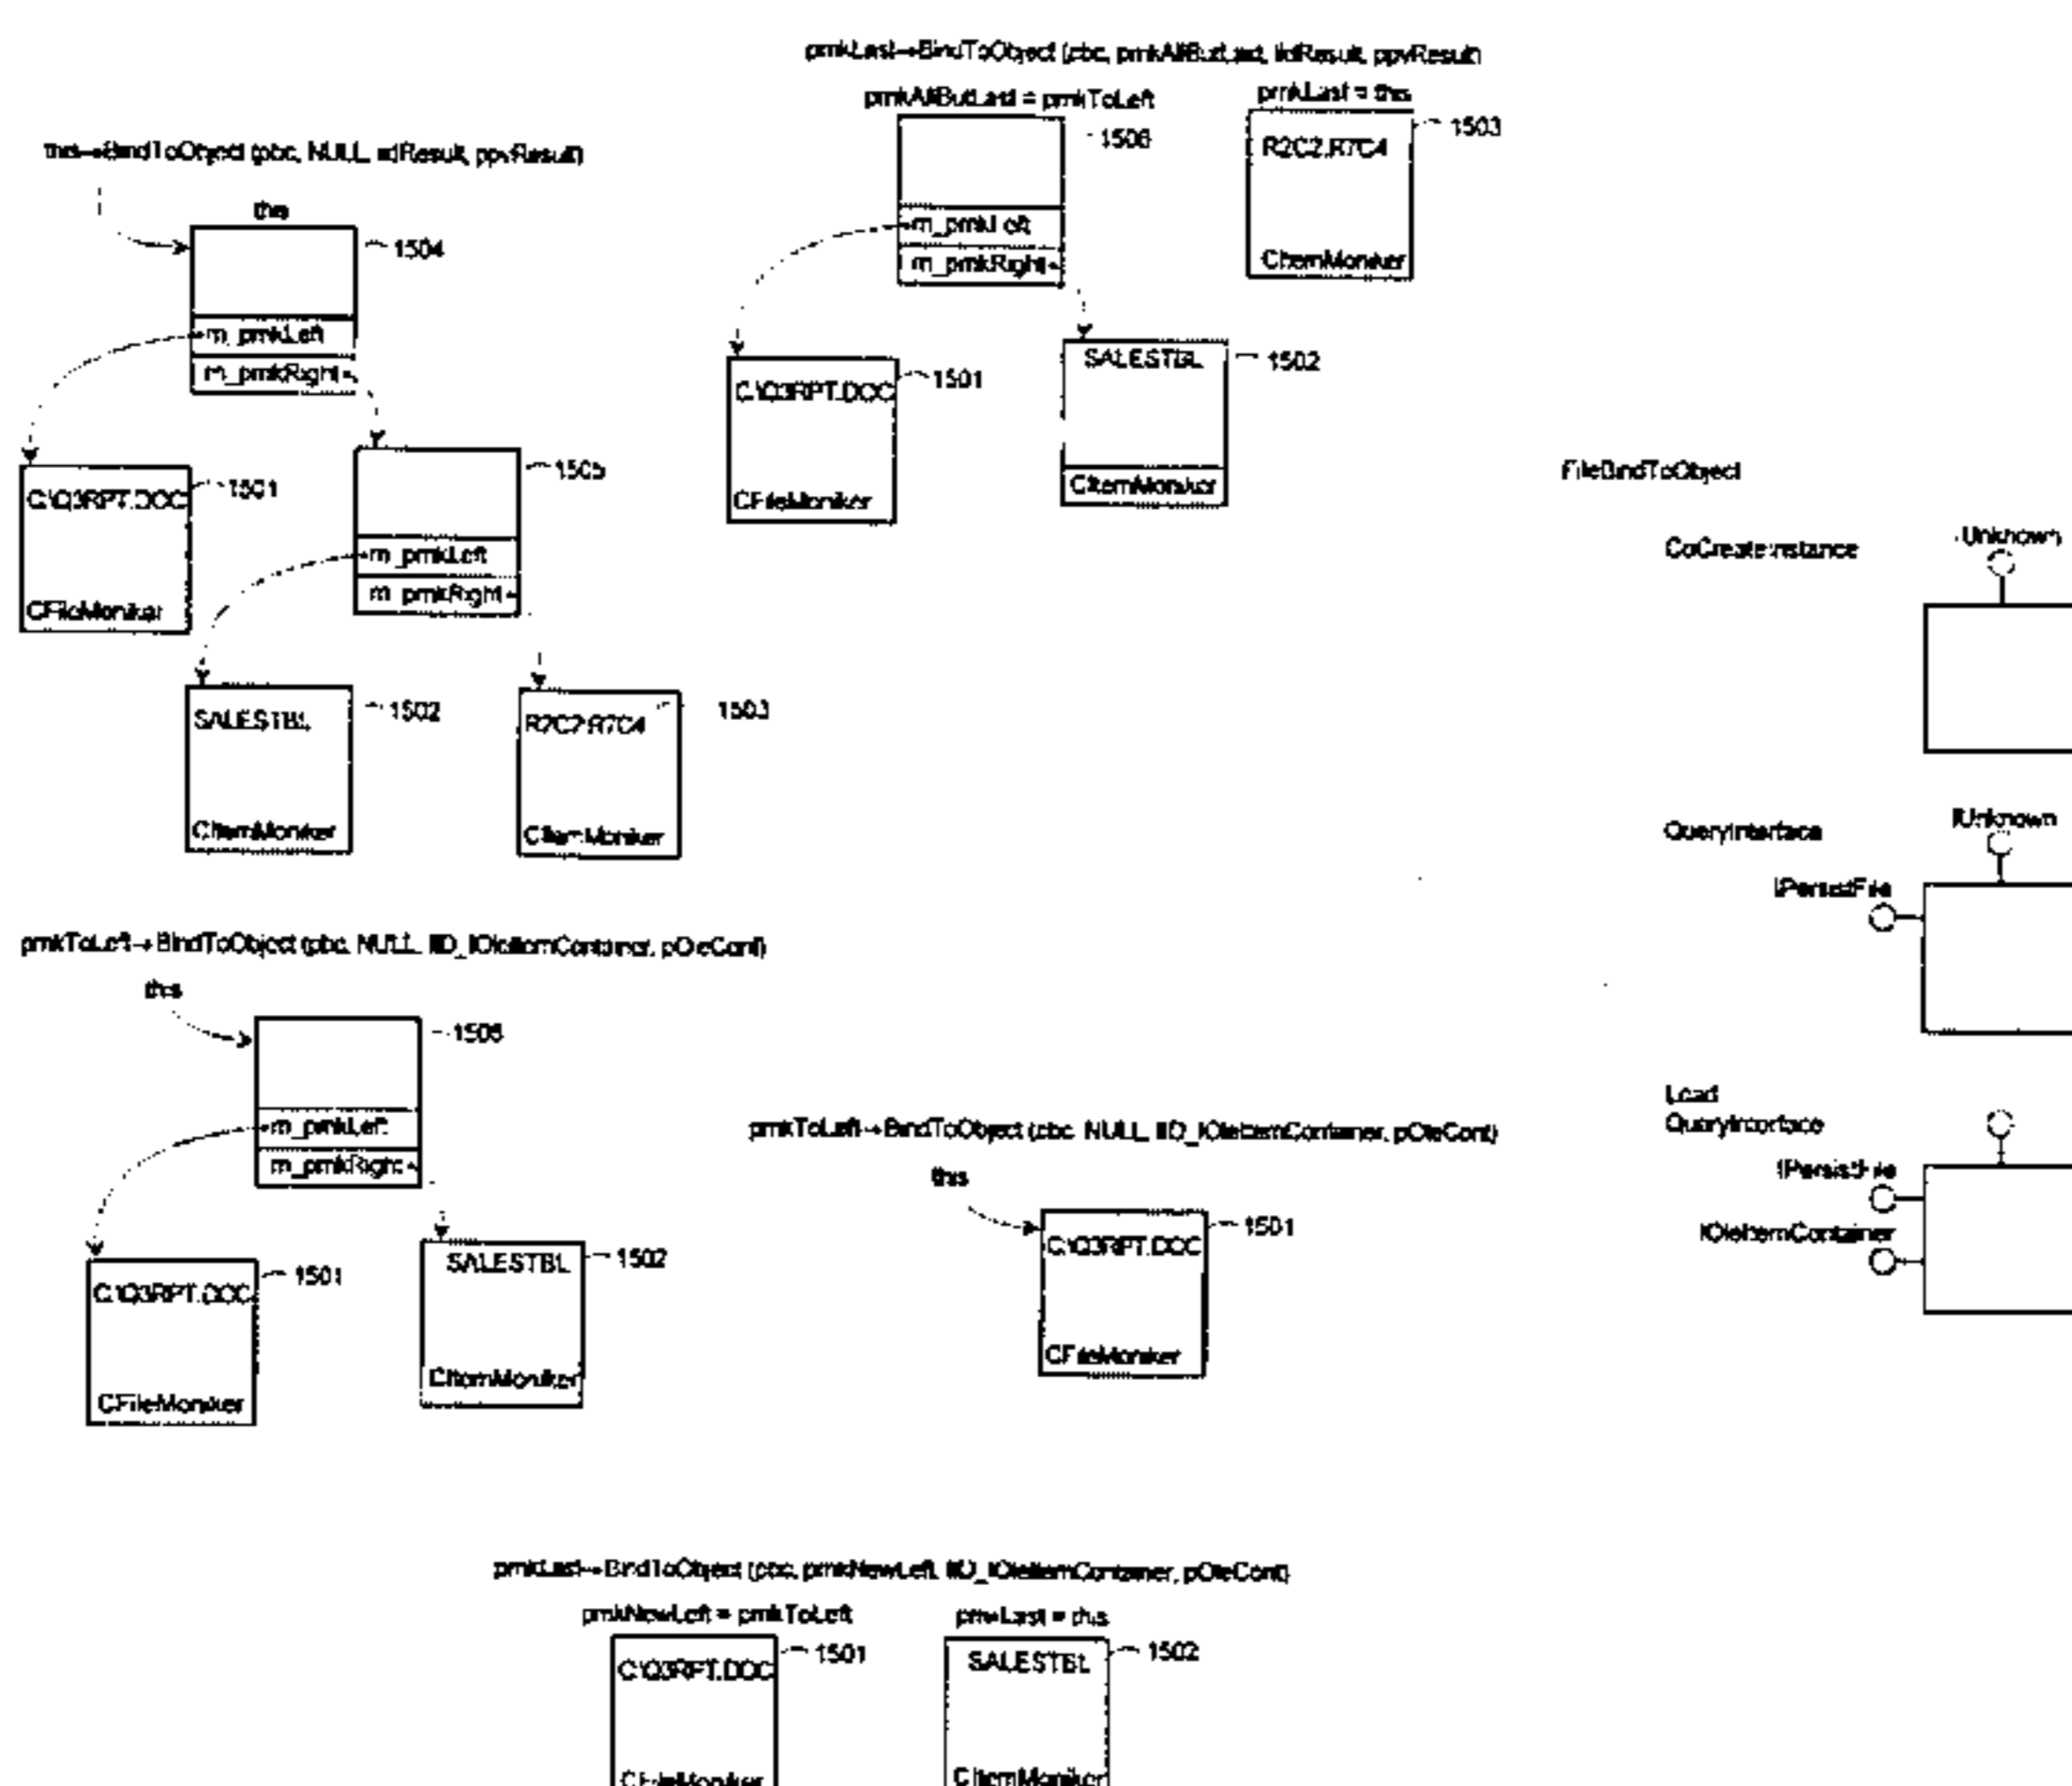 this→BindToObject (pbc, NULL, iidResult, ppvResult)
this
1504
m_pmkLeft
m_pmkRight
C:\Q3RPT.DOC
1501
CFileMoniker
1505
m_pmkLeft
m_pmkRight
SALESTBL
1502
CItemMoniker
R2C2:R7C4
1503
CItemMoniker
pmkLast→BindToObject (pbc, pmkAllButLast, iidResult, ppvResult)
pmkAllButLast = pmkToLeft
pmkLast = this
1506
m_pmkLeft
m_pmkRight
R2C2:R7C4
1503
CItemMoniker
C:\Q3RPT.DOC
1501
CFileMoniker
SALESTBL
1502
CItemMoniker
pmkToLeft→BindToObject (pbc, NULL, IID_IOleItemContainer, pOleCont)
this
1506
m_pmkLeft
m_pmkRight
C:\Q3RPT.DOC
1501
CFileMoniker
SALESTBL
1502
CItemMoniker
pmkToLeft→BindToObject (pbc, NULL, IID_IOleItemContainer, pOleCont)
this
C:\Q3RPT.DOC
1501
CFileMoniker
pmkLast→BindToObject (pbc, pmkNewLeft, IID_IOleItemContainer, pOleCont)
pmkNewLeft = pmkToLeft
pmkLast = this
C:\Q3RPT.DOC
1501
CFileMoniker
SALESTBL
1502
CItemMoniker
FileBindToObject
CoCreateInstance
IUnknown
QueryInterface
IUnknown
IPersistFile
Load
QueryInterface
IPersistFile
IOleItemContainer